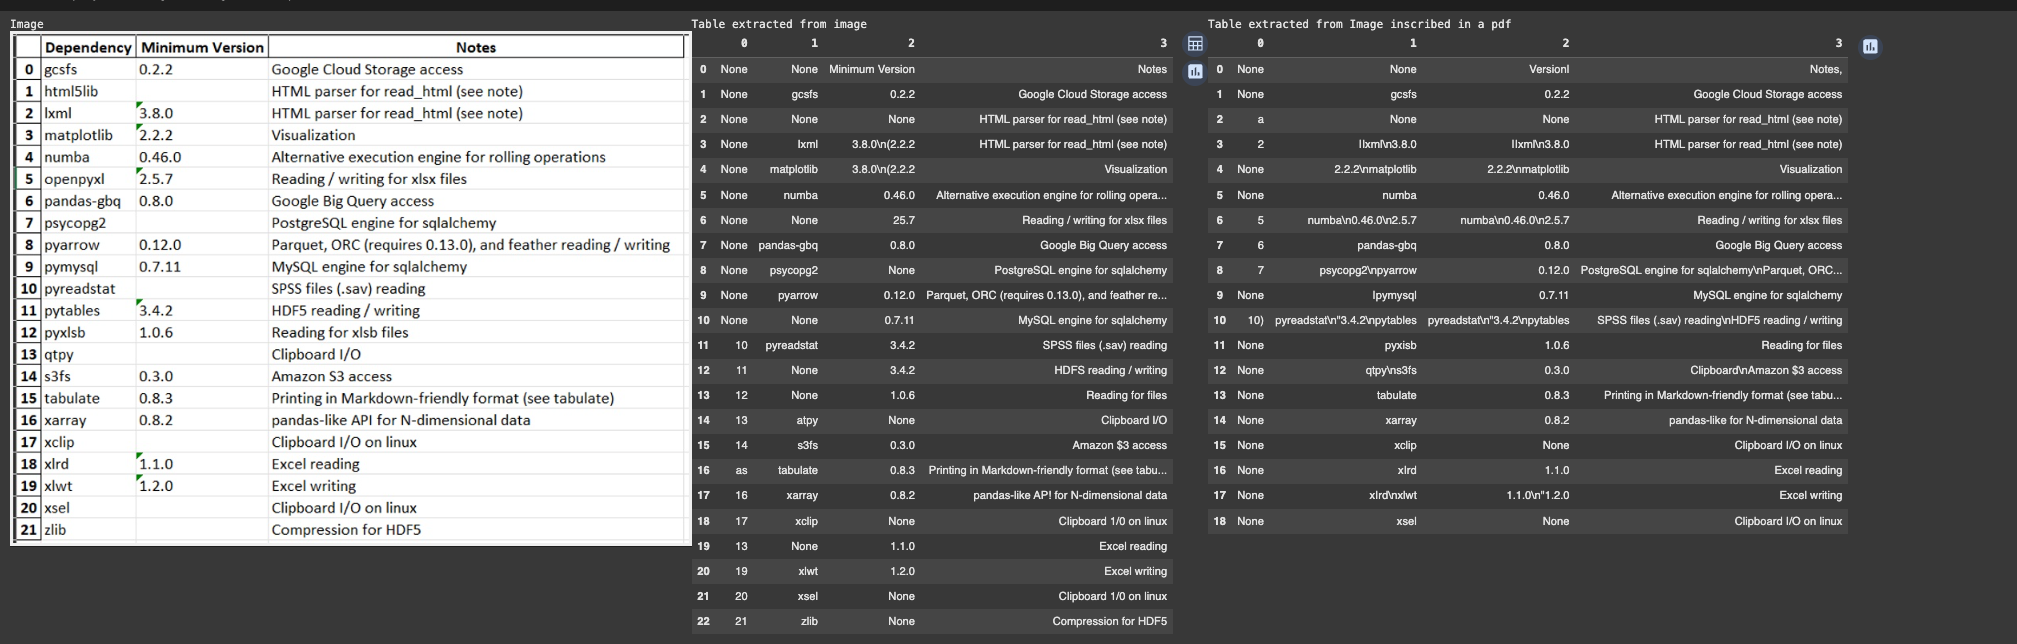 Image
Dependency Minimum Version Notes
0 gcsfs 0.2.2 Google Cloud Storage access
1 html5lib HTML parser for read_html (see note)
2 lxml 3.8.0 HTML parser for read_html (see note)
3 matplotlib 2.2.2 Visualization
4 numba 0.46.0 Alternative execution engine for rolling operations
5 openpyxl 2.5.7 Reading / writing for xlsx files
6 pandas-gbq 0.8.0 Google Big Query access
7 psycopg2 PostgreSQL engine for sqlalchemy
8 pyarrow 0.12.0 Parquet, ORC (requires 0.13.0), and feather reading / writing
9 pymysql 0.7.11 MySQL engine for sqlalchemy
10 pyreadstat SPSS files (.sav) reading
11 pytables 3.4.2 HDF5 reading / writing
12 pyxlsb 1.0.6 Reading for xlsb files
13 qtpy Clipboard I/O
14 s3fs 0.3.0 Amazon S3 access
15 tabulate 0.8.3 Printing in Markdown-friendly format (see tabulate)
16 xarray 0.8.2 pandas-like API for N-dimensional data
17 xclip Clipboard I/O on linux
18 xlrd 1.1.0 Excel reading
19 xlwt 1.2.0 Excel writing
20 xsel Clipboard I/O on linux
21 zlib Compression for HDF5
Table extracted from image
0 1 2 3
0 None None Minimum Version Notes
1 None gcsfs 0.2.2 Google Cloud Storage access
2 None None None HTML parser for read_html (see note)
3 None lxml 3.8.0\n(2.2.2 HTML parser for read_html (see note)
4 None matplotlib 3.8.0\n(2.2.2 Visualization
5 None numba 0.46.0 Alternative execution engine for rolling opera...
6 None None 25.7 Reading / writing for xlsx files
7 None pandas-gbq 0.8.0 Google Big Query access
8 None psycopg2 None PostgreSQL engine for sqlalchemy
9 None pyarrow 0.12.0 Parquet, ORC (requires 0.13.0), and feather re...
10 None None 0.7.11 MySQL engine for sqlalchemy
11 10 pyreadstat 3.4.2 SPSS files (.sav) reading
12 11 None 3.4.2 HDFS reading / writing
13 12 None 1.0.6 Reading for files
14 13 atpy None Clipboard I/O
15 14 s3fs 0.3.0 Amazon $3 access
16 as tabulate 0.8.3 Printing in Markdown-friendly format (see tabu...
17 16 xarray 0.8.2 pandas-like AP! for N-dimensional data
18 17 xclip None Clipboard 1/0 on linux
19 13 None 1.1.0 Excel reading
20 19 xlwt 1.2.0 Excel writing
21 20 xsel None Clipboard 1/0 on linux
22 21 zlib None Compression for HDF5
Table extracted from Image inscribed in a pdf
0 1 2 3
0 None None Versionl Notes,
1 None gcsfs 0.2.2 Google Cloud Storage access
2 a None None HTML parser for read_html (see note)
3 2 llxml\n3.8.0 llxml\n3.8.0 HTML parser for read_html (see note)
4 None 2.2.2\nmatplotlib 2.2.2\nmatplotlib Visualization
5 None numba 0.46.0 Alternative execution engine for rolling opera...
6 5 numba\n0.46.0\n2.5.7 numba\n0.46.0\n2.5.7 Reading / writing for xlsx files
7 6 pandas-gbq 0.8.0 Google Big Query access
8 7 psycopg2\npyarrow 0.12.0 PostgreSQL engine for sqlalchemy\nParquet, ORC...
9 None lpymysql 0.7.11 MySQL engine for sqlalchemy
10 10) pyreadstat\n"3.4.2\npytables pyreadstat\n"3.4.2\npytables SPSS files (.sav) reading\nHDF5 reading / writing
11 None pyxisb 1.0.6 Reading for files
12 None qtpy\ns3fs 0.3.0 Clipboard\nAmazon $3 access
13 None tabulate 0.8.3 Printing in Markdown-friendly format (see tabu...
14 None xarray 0.8.2 pandas-like for N-dimensional data
15 None xclip None Clipboard I/O on linux
16 None xlrd 1.1.0 Excel reading
17 None xlrd\nxlwt 1.1.0\n"1.2.0 Excel writing
18 None xsel None Clipboard I/O on linux